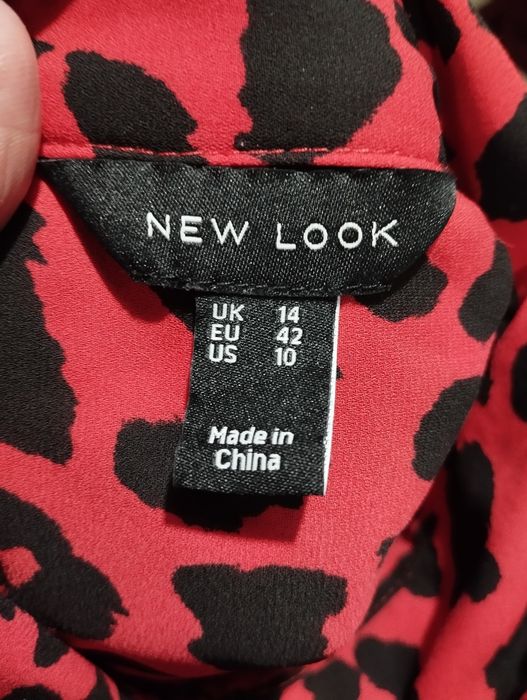 NEW LOOK
UK 14
EU 42
US 10
Made in
China